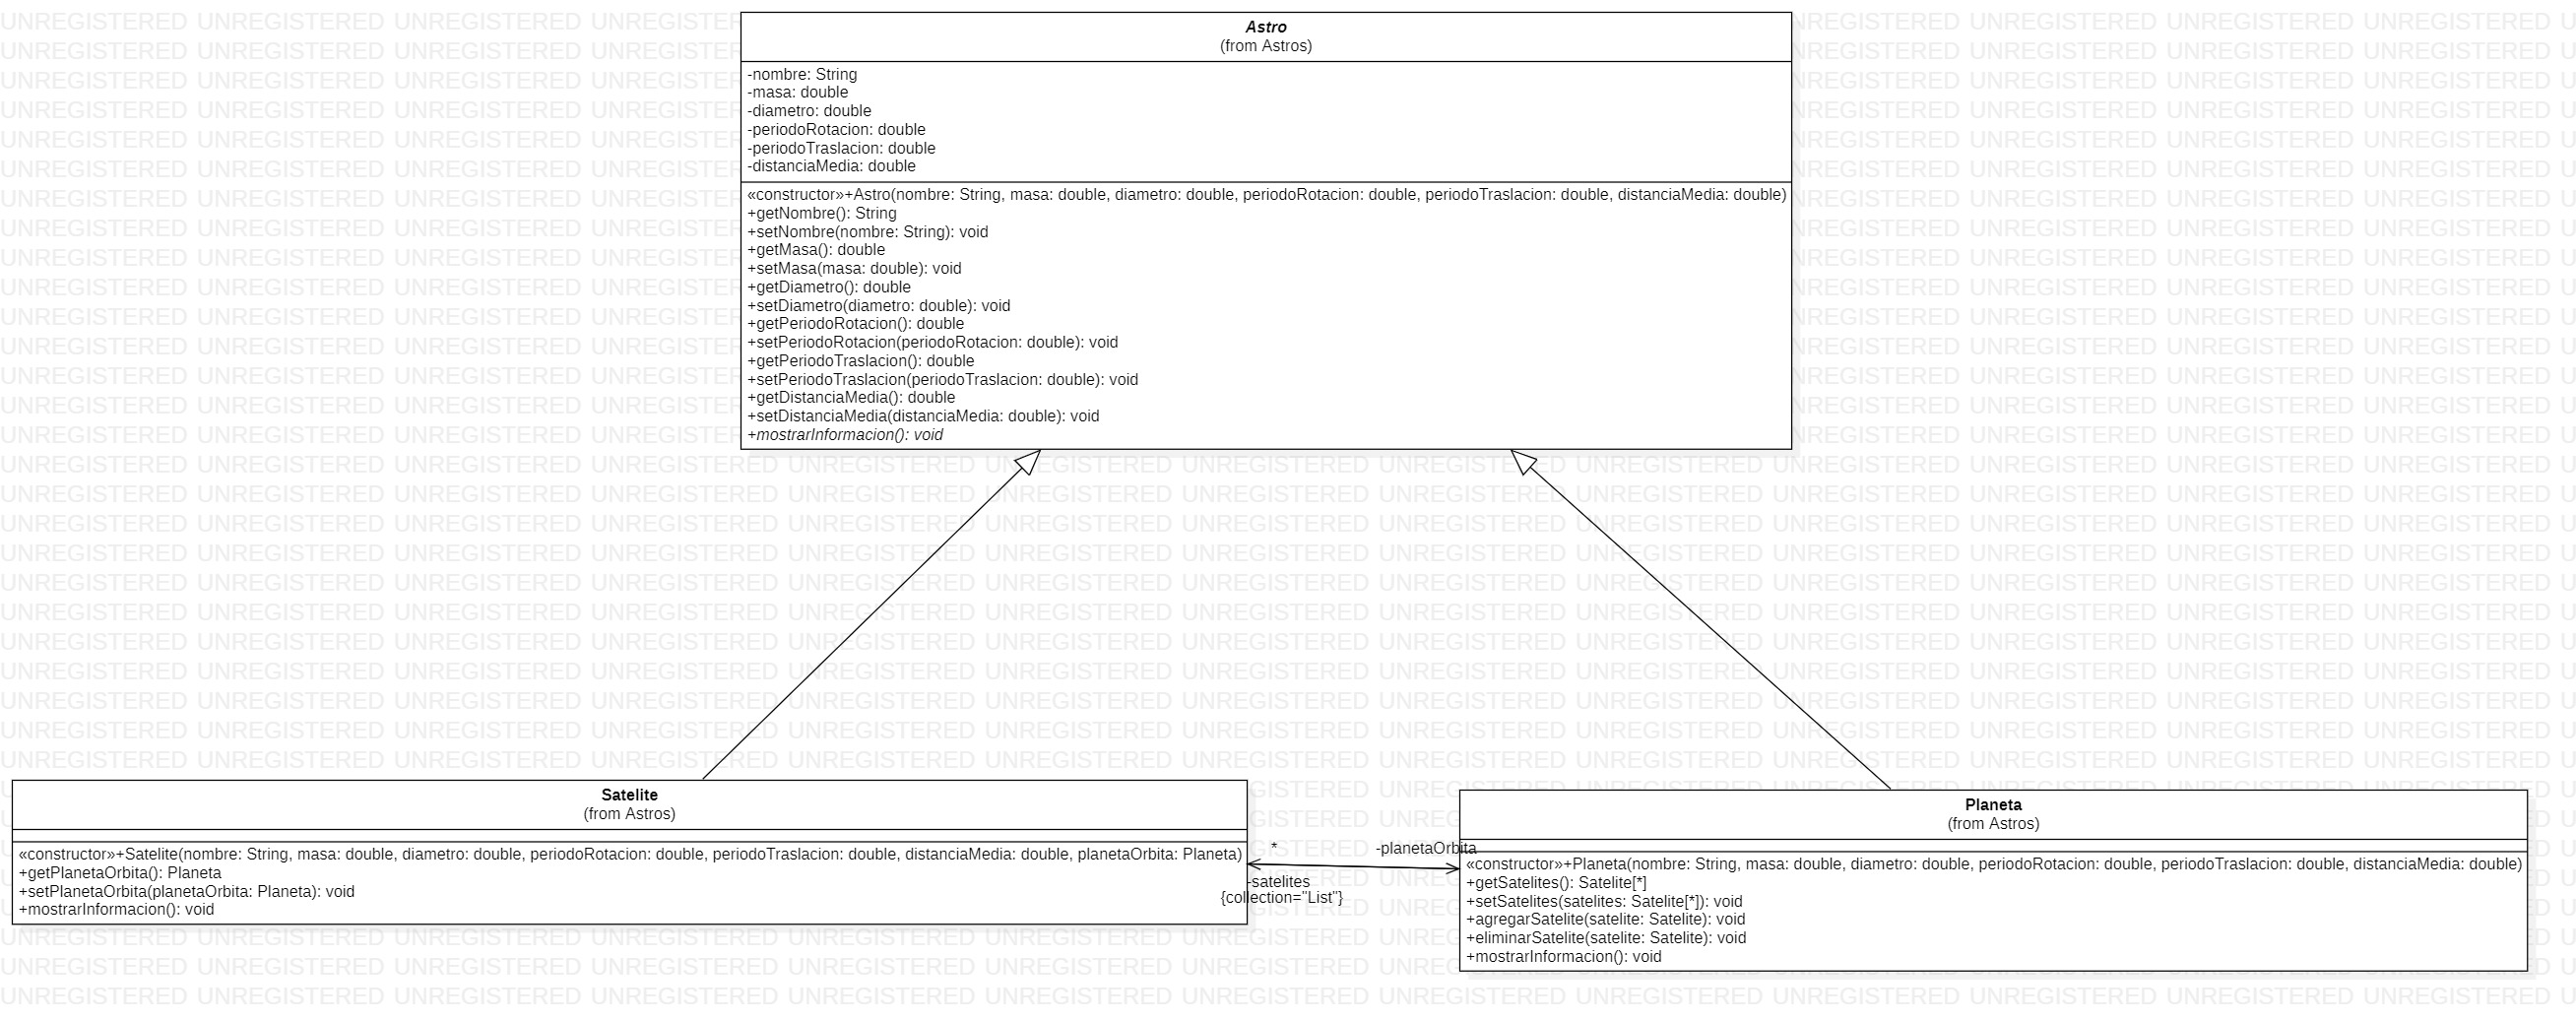 Astro
(from Astros)
-nombre: String
-masa: double
-diametro: double
-periodoRotacion: double
-periodoTraslacion: double
-distanciaMedia: double
«constructor»+Astro(nombre: String, masa: double, diametro: double, periodoRotacion: double, periodoTraslacion: double, distanciaMedia: double)
+getNombre(): String
+setNombre(nombre: String): void
+getMasa(): double
+setMasa(masa: double): void
+getDiametro(): double
+setDiametro(diametro: double): void
+getPeriodoRotacion(): double
+setPeriodoRotacion(periodoRotacion: double): void
+getPeriodoTraslacion(): double
+setPeriodoTraslacion(periodoTraslacion: double): void
+getDistanciaMedia(): double
+setDistanciaMedia(distanciaMedia: double): void
+mostrarInformacion(): void
Satelite
(from Astros)
«constructor»+Satelite(nombre: String, masa: double, diametro: double, periodoRotacion: double, periodoTraslacion: double, distanciaMedia: double, planetaOrbita: Planeta)
+getPlanetaOrbita(): Planeta
+setPlanetaOrbita(planetaOrbita: Planeta): void
+mostrarInformacion(): void
*
-satelites
{collection="List"}
-planetaOrbita
Planeta
(from Astros)
«constructor»+Planeta(nombre: String, masa: double, diametro: double, periodoRotacion: double, periodoTraslacion: double, distanciaMedia: double)
+getSatelites(): Satelite[*]
+setSatelites(satelites: Satelite[*]): void
+agregarSatelite(satelite: Satelite): void
+eliminarSatelite(satelite: Satelite): void
+mostrarInformacion(): void
UNREGISTERED